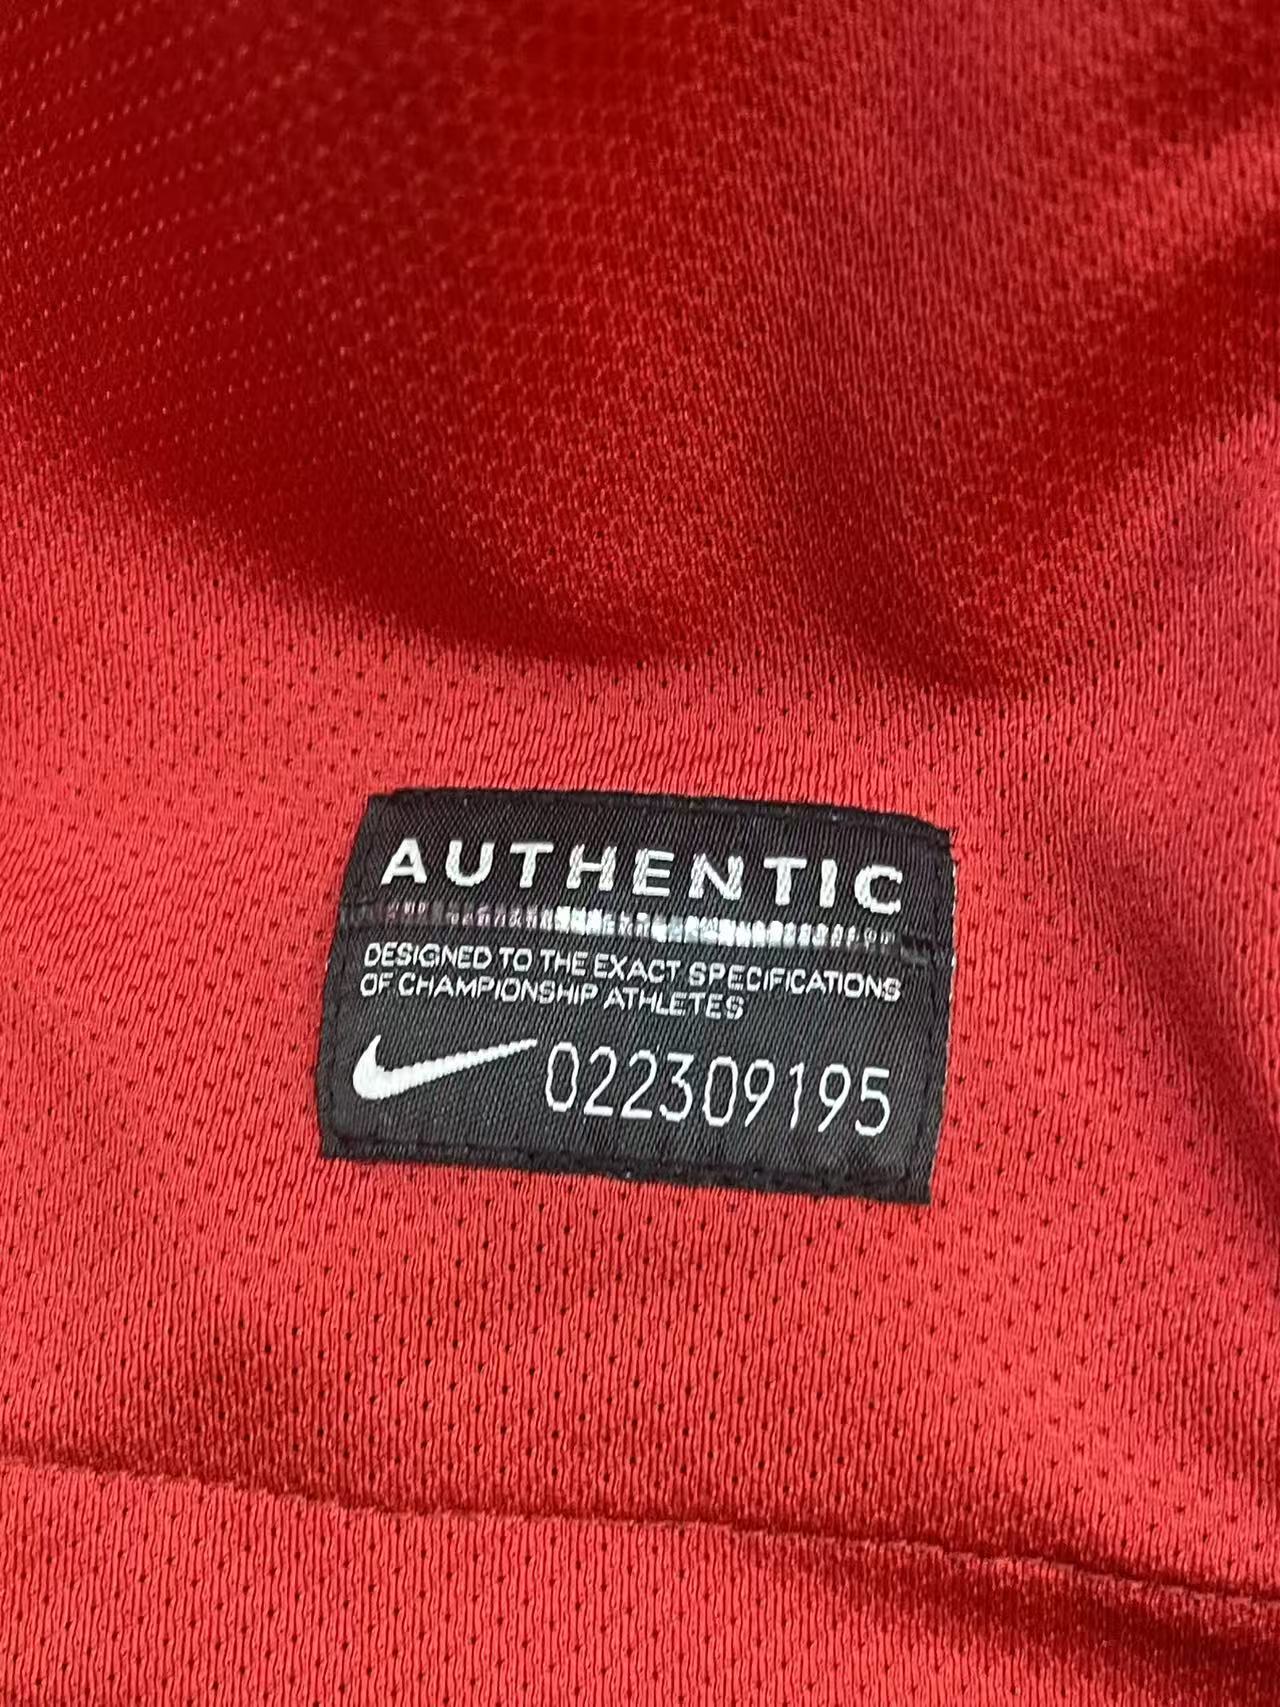 AUTHENTIC
DESIGNED TO THE EXACT SPECIFICATIONS
OF CHAMPIONSHIP ATHLETES
022309195